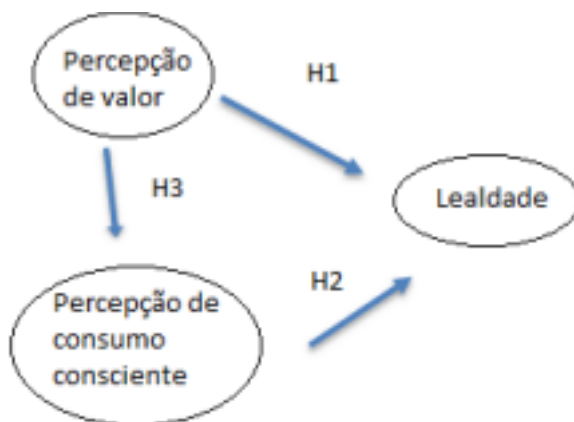 Percepção
de valor
H1
H3
Lealdade
H2
Percepção de
consumo
consciente